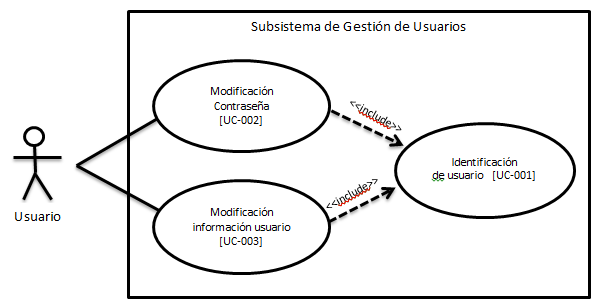 Subsistema de Gestión de Usuarios
Modificación
Contraseña
[UC-002]
<<include>>
Identificación
de usuario [UC-001]
Usuario
Modificación
información usuario
[UC-003]
<<include>>